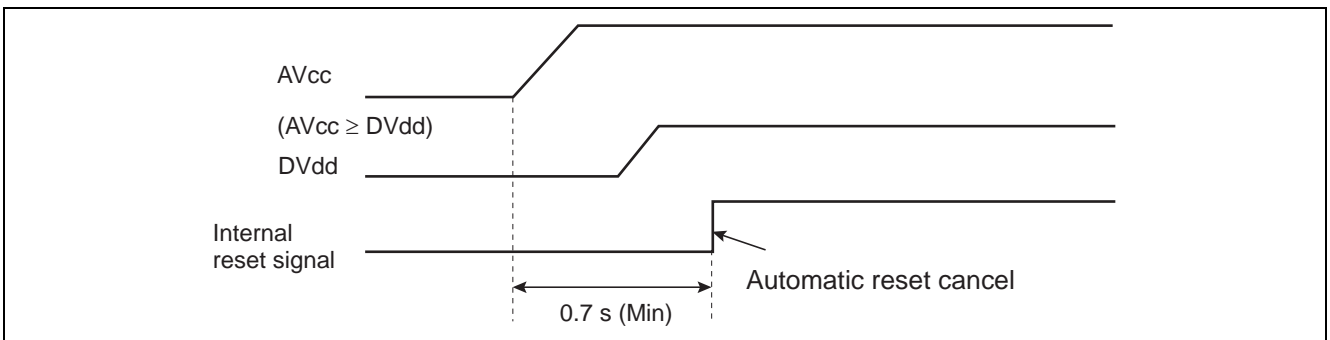 AVcc
(AVcc ≥ DVdd)
DVdd
Internal
reset signal
Automatic reset cancel
0.7 s (Min)